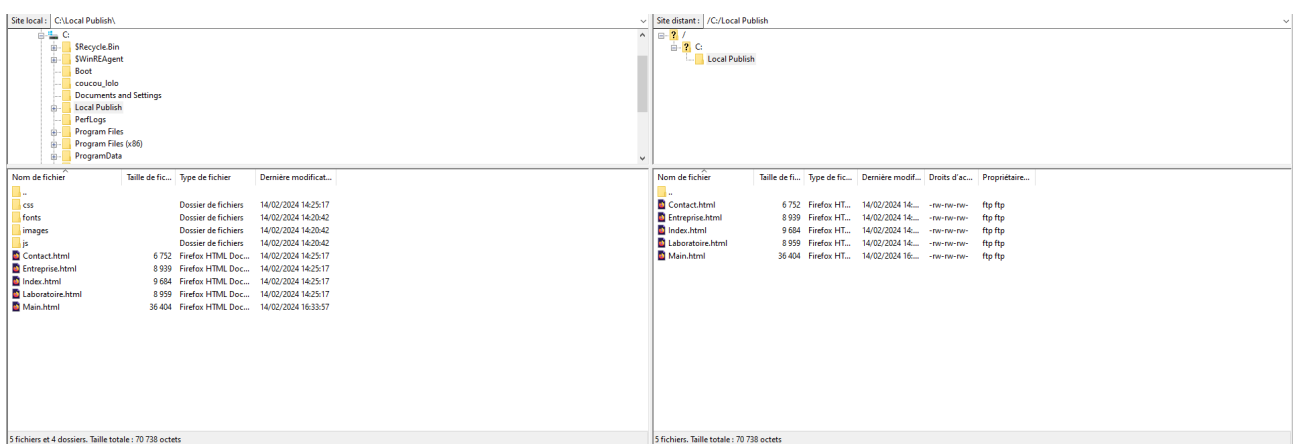 Site local : C:\Local Publish\
C:
$Recycle.Bin
$WinREAgent
Boot
coucou_lolo
Documents and Settings
Local Publish
PerfLogs
Program Files
Program Files (x86)
ProgramData
Nom de fichier Taille de fic... Type de fichier Dernière modificat...
..
css Dossier de fichiers 14/02/2024 14:25:17
fonts Dossier de fichiers 14/02/2024 14:20:42
images Dossier de fichiers 14/02/2024 14:20:42
js Dossier de fichiers 14/02/2024 14:20:42
Contact.html 6 752 Firefox HTML Doc... 14/02/2024 14:25:17
Entreprise.html 8 939 Firefox HTML Doc... 14/02/2024 14:25:17
Index.html 9 684 Firefox HTML Doc... 14/02/2024 14:25:17
Laboratoire.html 8 959 Firefox HTML Doc... 14/02/2024 14:25:17
Main.html 36 404 Firefox HTML Doc... 14/02/2024 16:33:57
5 fichiers et 4 dossiers. Taille totale : 70 738 octets
Site distant : /C:/Local Publish
/
C:
Local Publish
Nom de fichier Taille de fi... Type de fic... Dernière modif... Droits d'ac... Propriétaire...
..
Contact.html 6 752 Firefox HT... 14/02/2024 14:... -rw-rw-rw- ftp ftp
Entreprise.html 8 939 Firefox HT... 14/02/2024 14:... -rw-rw-rw- ftp ftp
Index.html 9 684 Firefox HT... 14/02/2024 14:... -rw-rw-rw- ftp ftp
Laboratoire.html 8 959 Firefox HT... 14/02/2024 14:... -rw-rw-rw- ftp ftp
Main.html 36 404 Firefox HT... 14/02/2024 16:... -rw-rw-rw- ftp ftp
5 fichiers. Taille totale : 70 738 octets